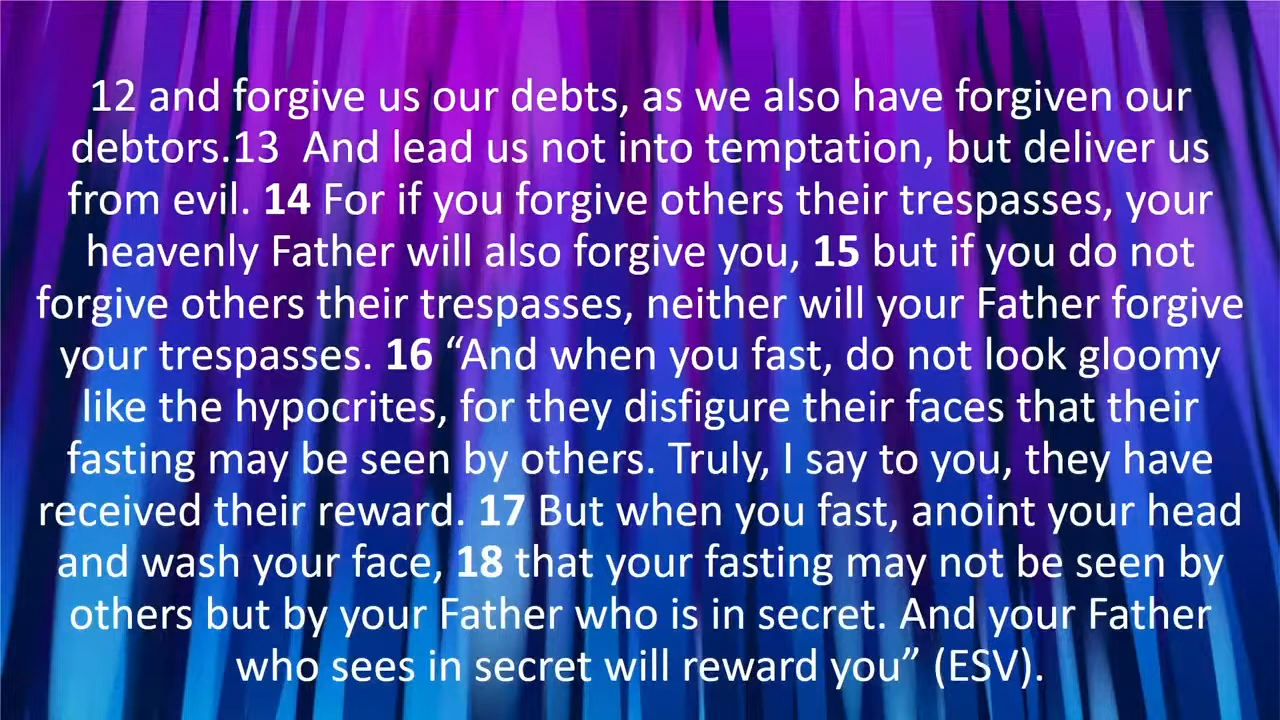 12 and forgive us our debts, as we also have forgiven our
debtors.13  And lead us not into temptation, but deliver us
from evil. 14 For if you forgive others their trespasses, your
heavenly Father will also forgive you, 15 but if you do not
forgive others their trespasses, neither will your Father forgive
your trespasses. 16 “And when you fast, do not look gloomy
like the hypocrites, for they disfigure their faces that their
fasting may be seen by others. Truly, I say to you, they have
received their reward. 17 But when you fast, anoint your head
and wash your face, 18 that your fasting may not be seen by
others but by your Father who is in secret. And your Father
who sees in secret will reward you” (ESV).